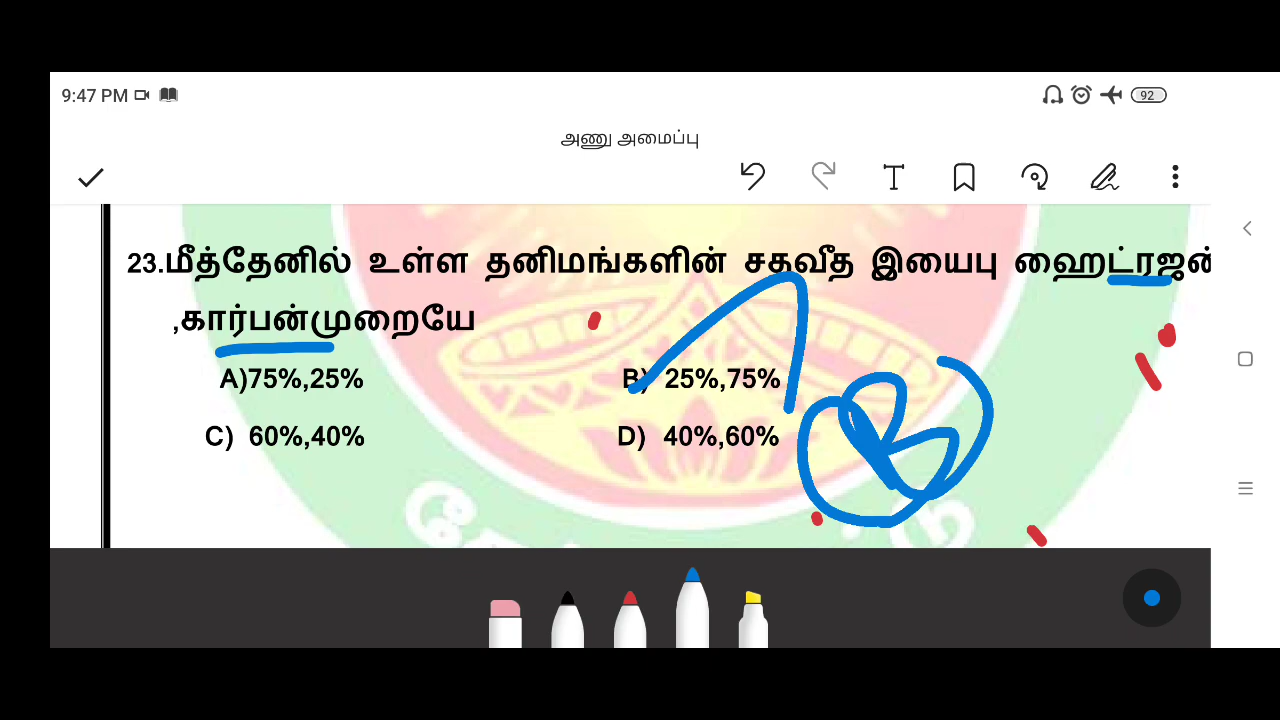 9:47 PM
92
அணு அமைப்பு
T
23.மீத்தேனில் உள்ள தனிமங்களின் சதவீத இயைபு ஹைட்ரஜன்
,கார்பன்முறையே
A)75%,25% B) 25%,75%
C) 60%,40% D) 40%,60%
B